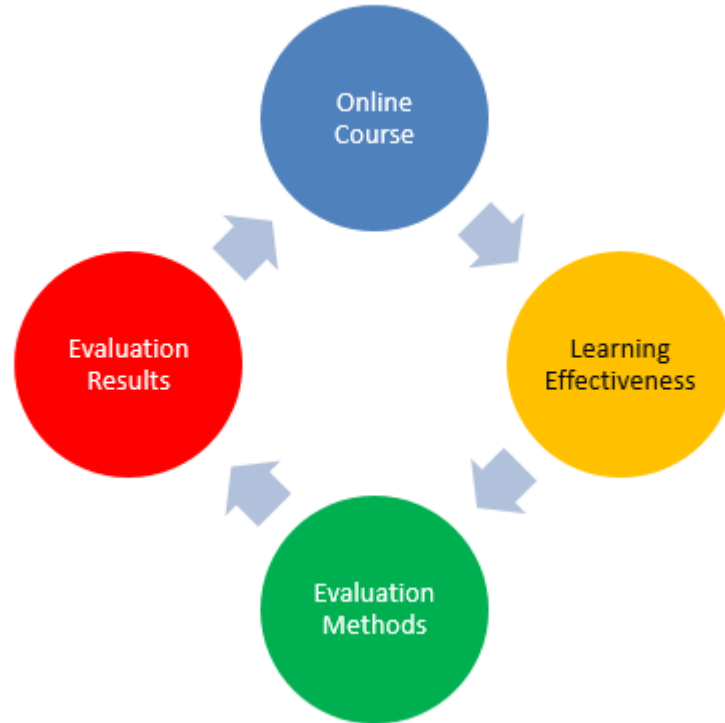 Online
Course
Learning
Effectiveness
Evaluation
Methods
Evaluation
Results